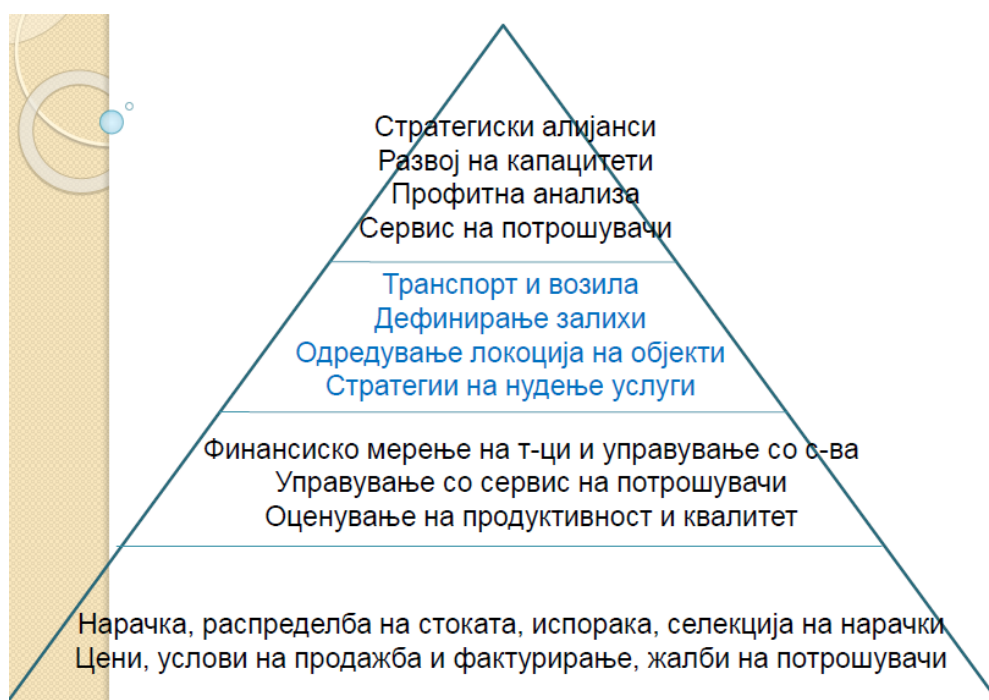 Стратегиски алијанси
Развој на капацитети
Профитна анализа
Сервис на потрошувачи
Транспорт и возила
Дефинирање залихи
Одредување локоција на објекти
Стратегии на нудење услуги
Финансиско мерење на т-ци и управување со с-ва
Управување со сервис на потрошувачи
Оценување на продуктивност и квалитет
Нарачка, распределба на стоката, испорака, селекција на нарачки
Цени, услови на продажба и фактурирање, жалби на потрошувачи